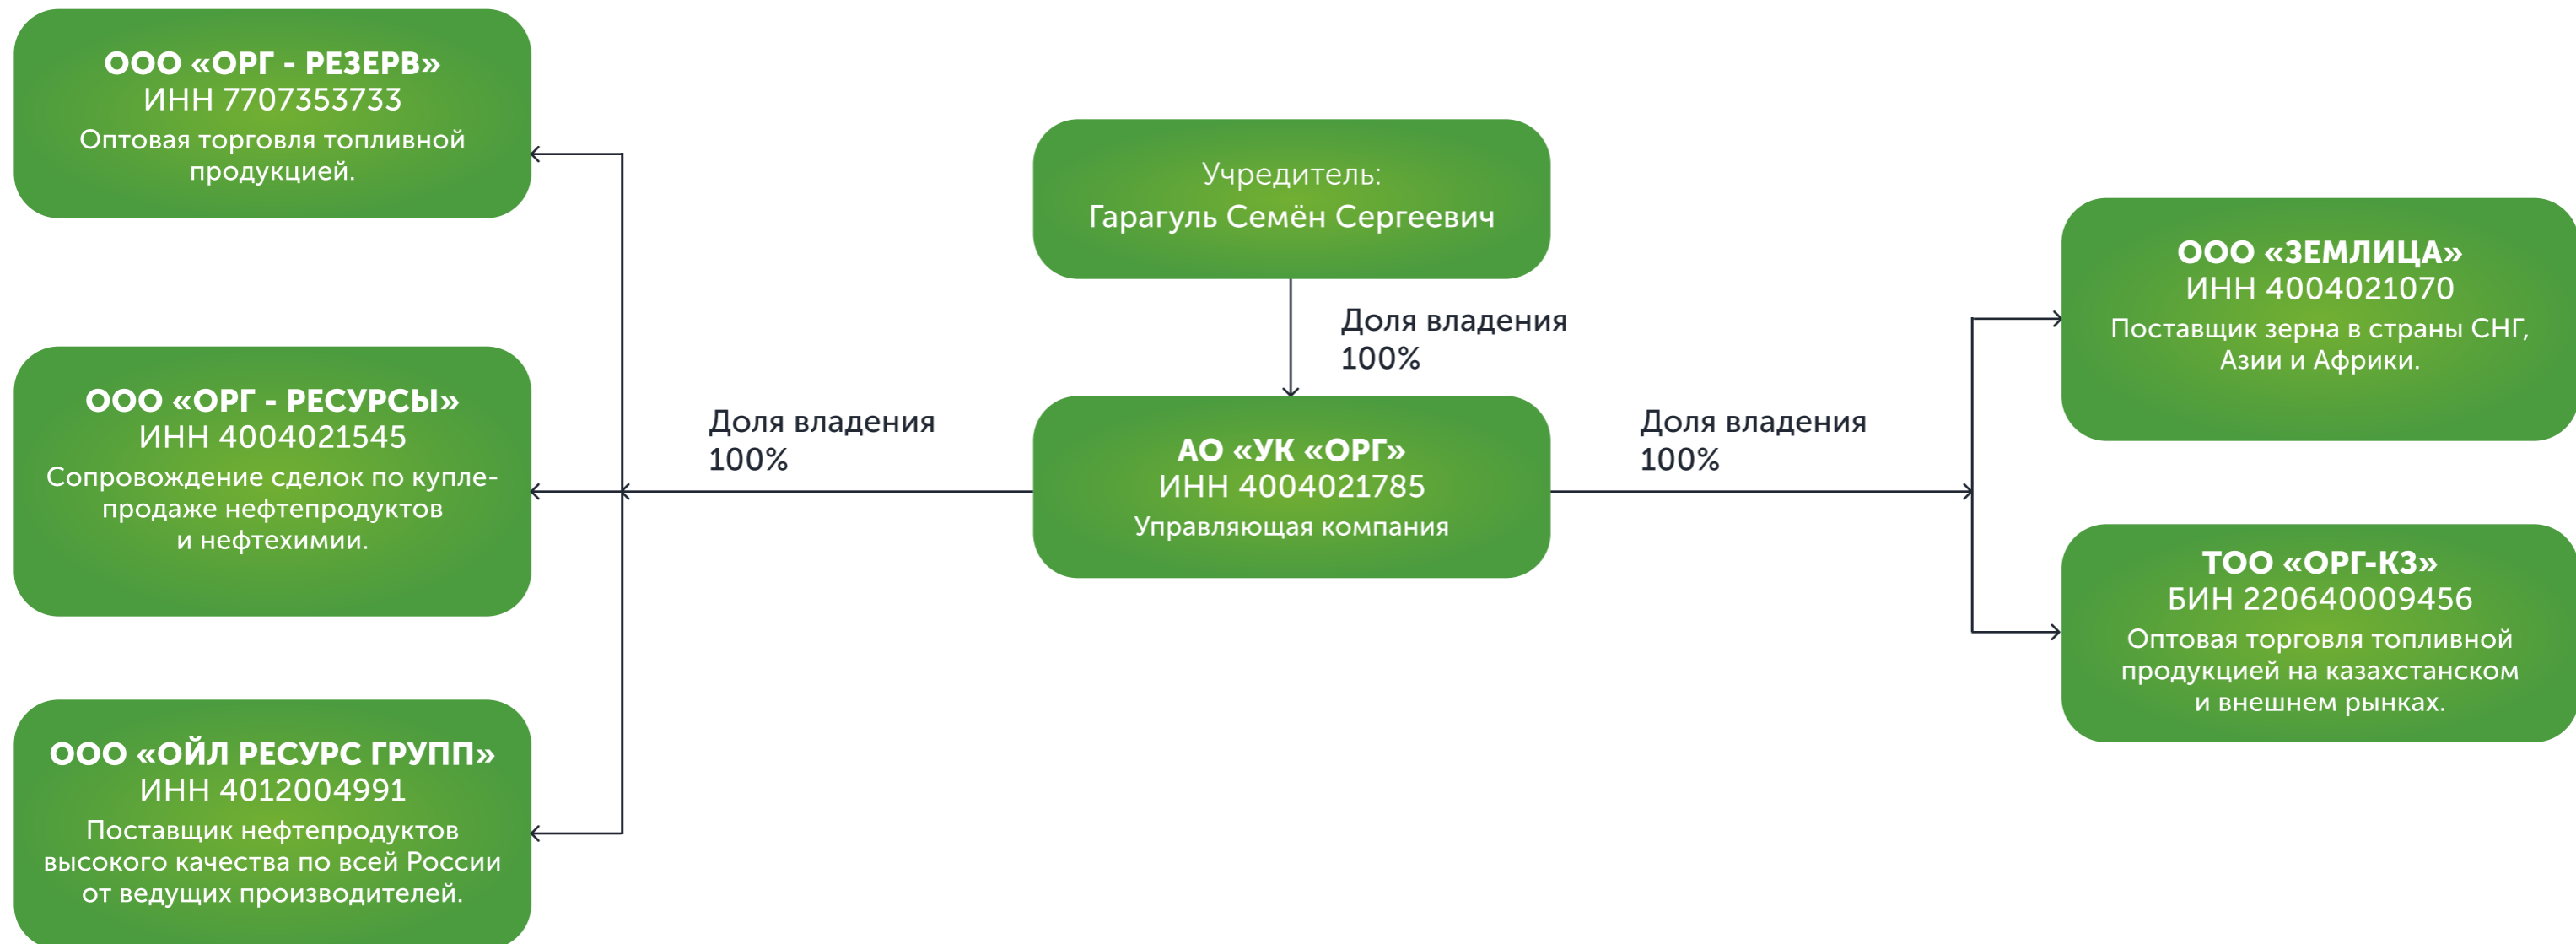 ООО «ОРГ - РЕЗЕРВ»
ИНН 7707353733
Оптовая торговля топливной
продукцией.
ООО «ОРГ - РЕСУРСЫ»
ИНН 4004021545
Сопровождение сделок по купле-
продаже нефтепродуктов
и нефтехимии.
ООО «ОЙЛ РЕСУРС ГРУПП»
ИНН 4012004991
Поставщик нефтепродуктов
высокого качества по всей России
от ведущих производителей.
Доля владения
100%
Учредитель:
Гарагуль Семён Сергеевич
Доля владения
100%
АО «УК «ОРГ»
ИНН 4004021785
Управляющая компания
Доля владения
100%
ООО «ЗЕМЛИЦА»
ИНН 4004021070
Поставщик зерна в страны СНГ,
Азии и Африки.
ТОО «ОРГ-КЗ»
БИН 220640009456
Оптовая торговля топливной
продукцией на казахстанском
и внешнем рынках.